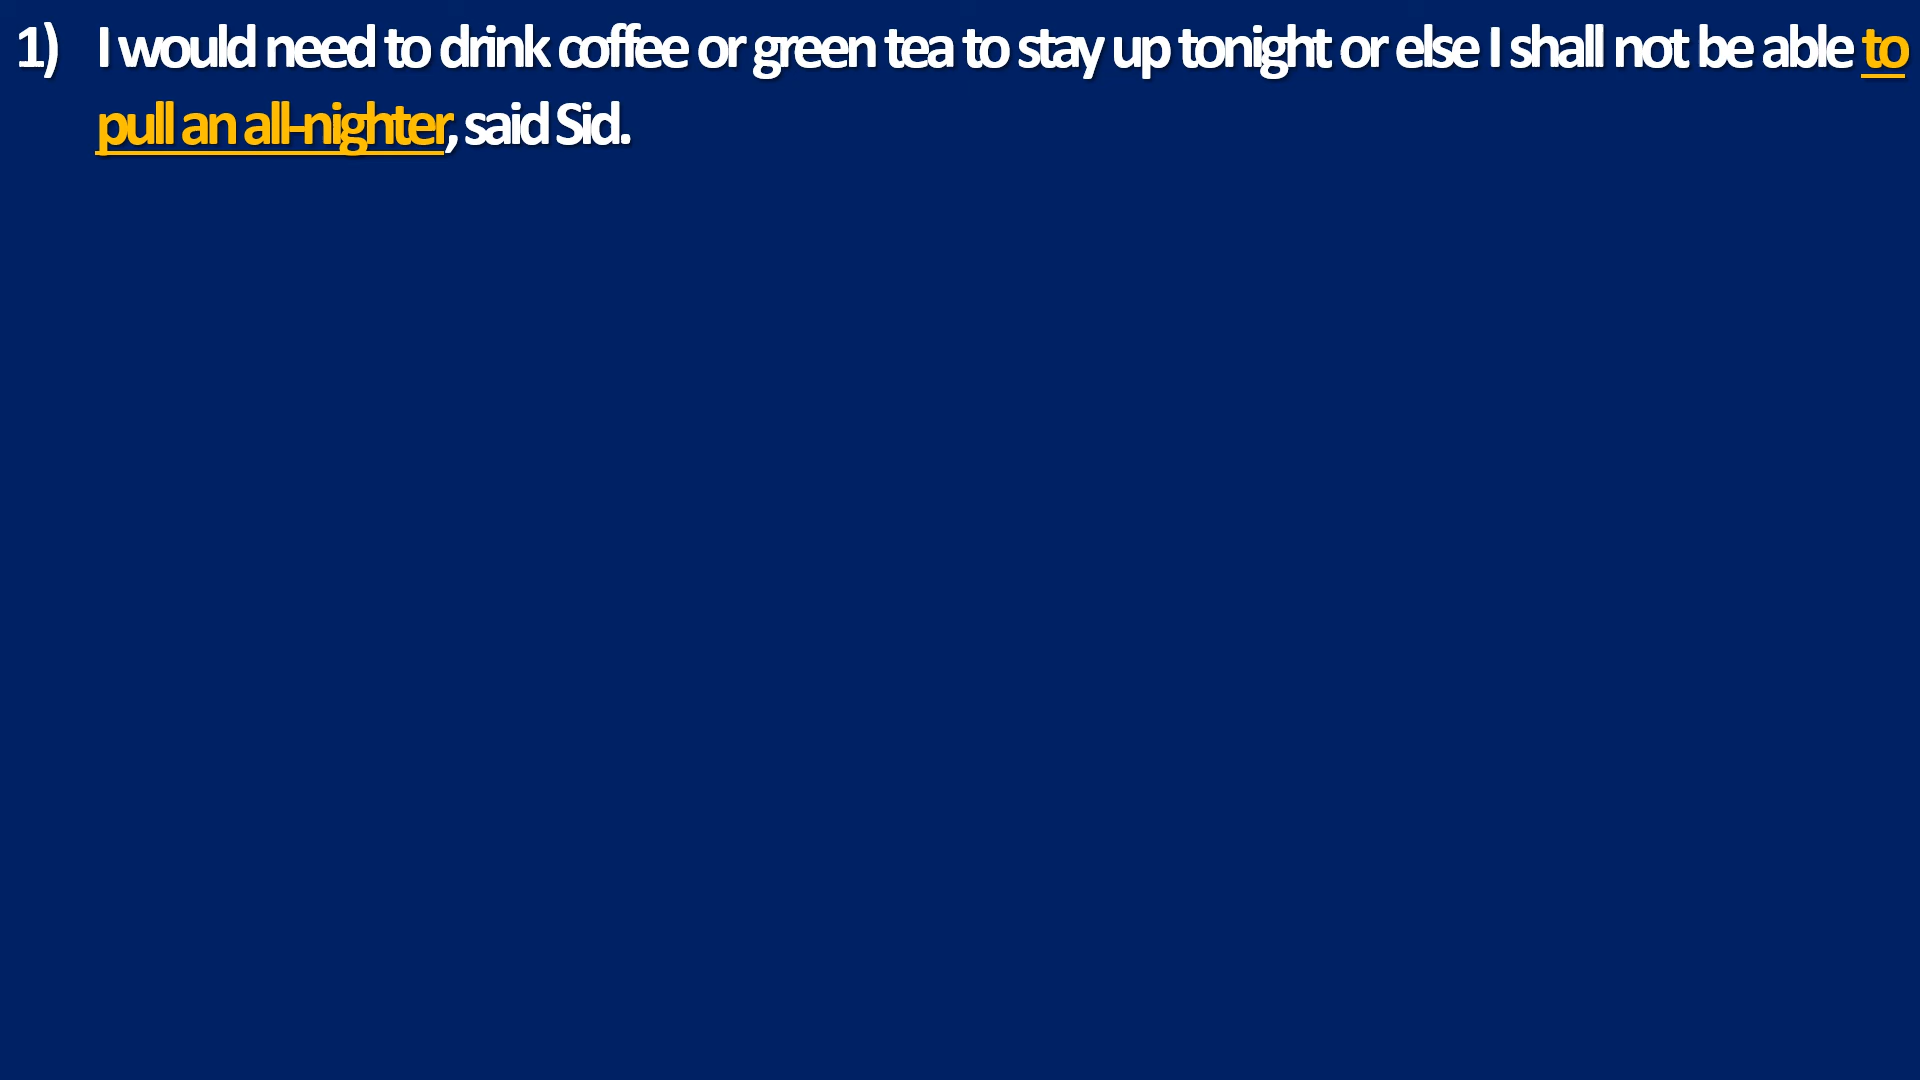 1) I would need to drink coffee or green tea to stay up tonight or else I shall not be able to
pull an all-nighter, said Sid.